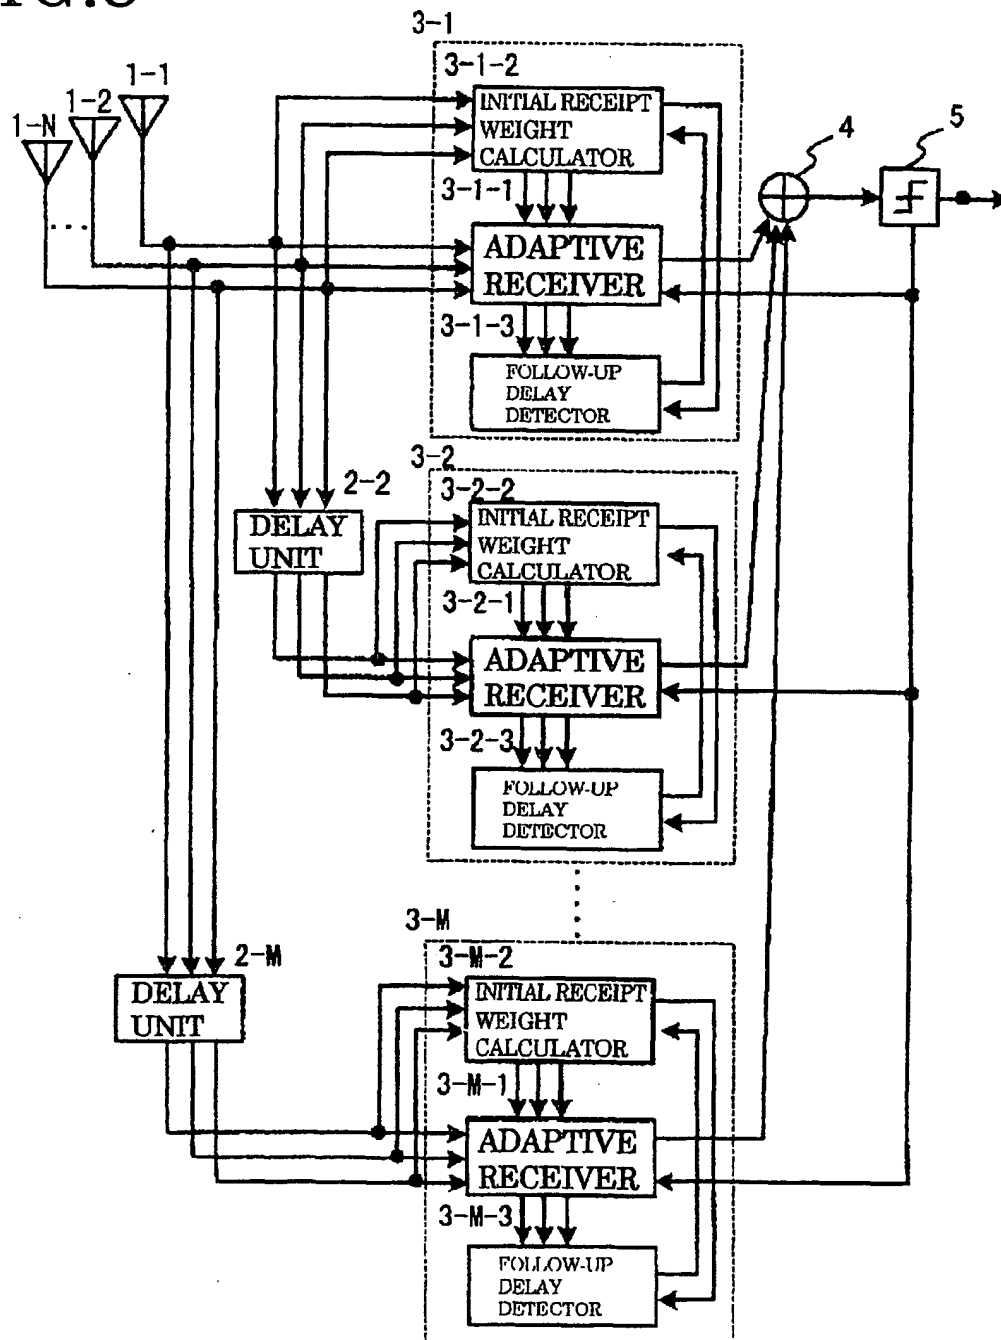 3-1
3-1-2
1-1
1-2
1-N
INITIAL RECEIPT
WEIGHT
CALCULATOR
4
5
3-1-1
ADAPTIVE
RECEIVER
3-1-3
FOLLOW-UP
DELAY
DETECTOR
3-2
2-2
3-2-2
DELAY
UNIT
INITIAL RECEIPT
WEIGHT
CALCULATOR
3-2-1
ADAPTIVE
RECEIVER
3-2-3
FOLLOW-UP
DELAY
DETECTOR
3-M
2-M
3-M-2
DELAY
UNIT
INITIAL RECEIPT
WEIGHT
CALCULATOR
3-M-1
ADAPTIVE
RECEIVER
3-M-3
FOLLOW-UP
DELAY
DETECTOR